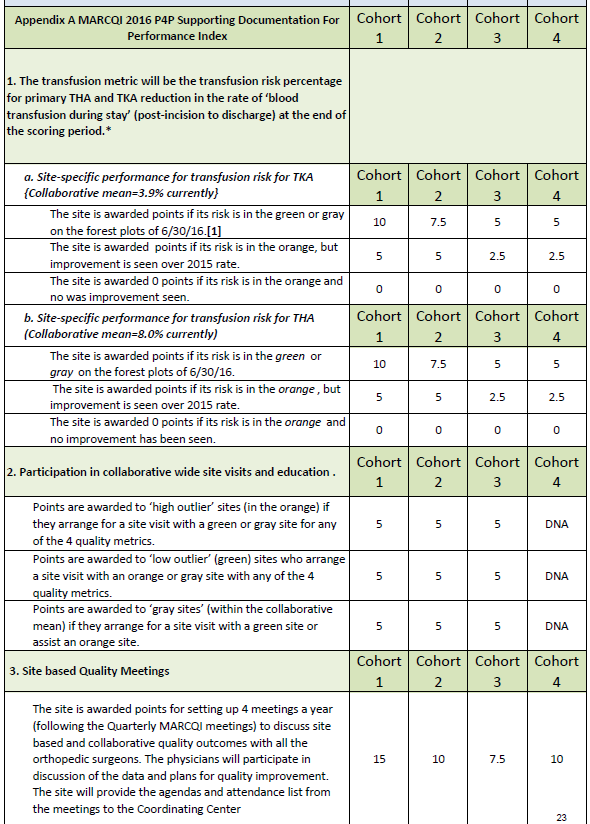 Appendix A MARCQI 2016 P4P Supporting Documentation For
Performance Index
Cohort
1
Cohort
2
Cohort
3
Cohort
4
1. The transfusion metric will be the transfusion risk percentage
for primary THA and TKA reduction in the rate of 'blood
transfusion during stay' (post-incision to discharge) at the end of
the scoring period.*
a. Site-specific performance for transfusion risk for TKA
{Collaborative mean=3.9% currently}
Cohort
1
Cohort
2
Cohort
3
Cohort
4
The site is awarded points if its risk is in the green or gray
on the forest plots of 6/30/16.[1]
10
7.5
5
5
The site is awarded  points if its risk is in the orange, but
improvement is seen over 2015 rate.
5
5
2.5
2.5
The site is awarded 0 points if its risk is in the orange and
no was improvement seen.
0
0
0
0
b. Site-specific performance for transfusion risk for THA
(Collaborative mean=8.0% currently)
Cohort
1
Cohort
2
Cohort
3
Cohort
4
The site is awarded points if its risk is in the green or
gray on the forest plots of 6/30/16.
10
7.5
5
5
The site is awarded points if its risk is in the orange , but
improvement is seen over 2015 rate.
5
5
2.5
2.5
The site is awarded 0 points if its risk is in the orange and
no improvement has been seen.
0
0
0
0
2. Participation in collaborative wide site visits and education .
Cohort
1
Cohort
2
Cohort
3
Cohort
4
Points are awarded to 'high outlier' sites (in the orange) if
they arrange for a site visit with a green or gray site for any
of the 4 quality metrics.
5
5
5
DNA
Points are awarded to 'low outlier' (green) sites who arrange
a site visit with an orange or gray site with any of the 4
quality metrics.
5
5
5
DNA
Points are awarded to 'gray sites' (within the collaborative
mean) if they arrange for a site visit with a green site or
assist an orange site.
5
5
5
DNA
3. Site based Quality Meetings
Cohort
1
Cohort
2
Cohort
3
Cohort
4
The site is awarded points for setting up 4 meetings a year
(following the Quarterly MARCQI meetings) to discuss site
based and collaborative quality outcomes with all the
orthopedic surgeons. The physicians will participate in
discussion of the data and plans for quality improvement.
The site will provide the agendas and attendance list from
the meetings to the Coordinating Center
15
10
7.5
10
23